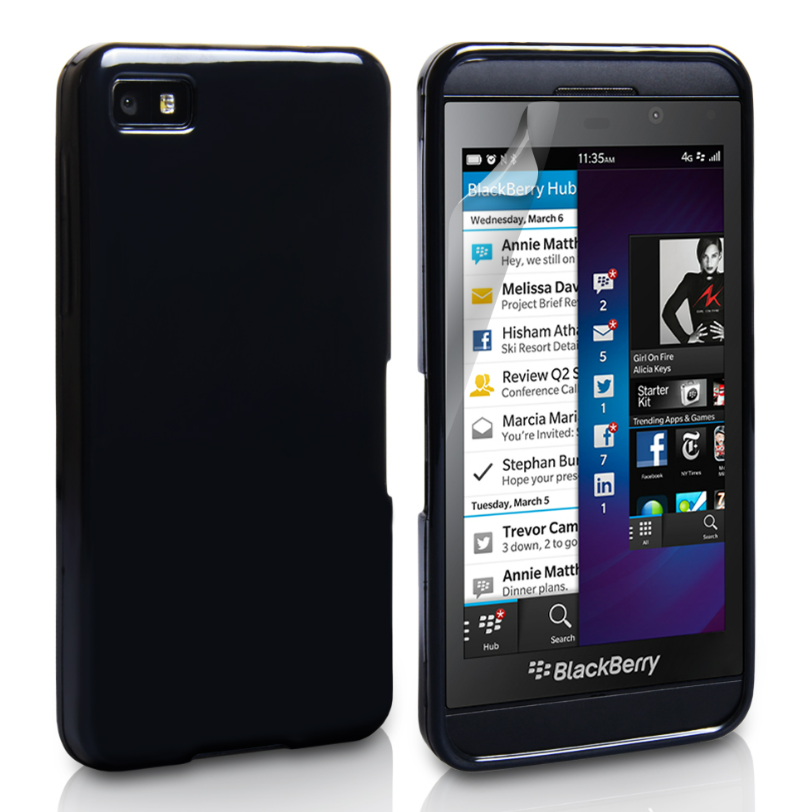 11:35AM
4G
BlackBerry Hub
Wednesday, March 6
Annie Matth
Hey, we still on
Melissa Dav
Project Brief Re
Hisham Atha
Ski Resort Detai
Review Q2 S
Conference Cal
Marcia Mari
You're Invited:
Stephan Bur
Hope your pres
Tuesday, March 5
Trevor Cam
3 down, 2 to go
Annie Matth
Dinner plans.
Hub
Search
2
5
1
7
1
Girl On Fire
Alicia Keys
Starter
Kit
Trending Apps & Games
Facebook
NY Times
All
Search
BlackBerry